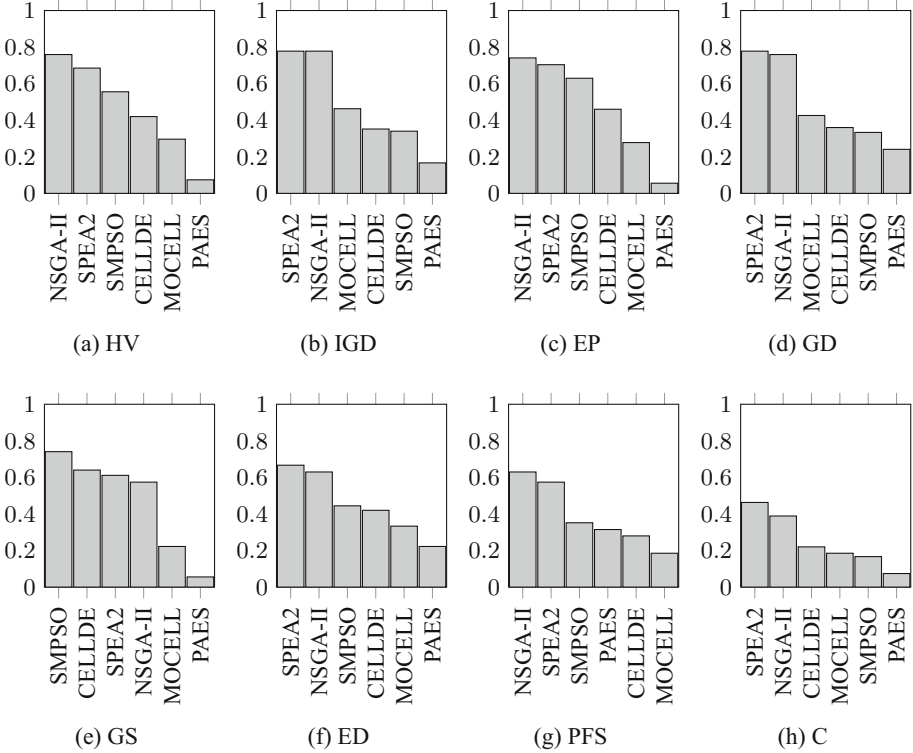 1 1 1 1
0.8 0.8 0.8 0.8
0.6 0.6 0.6 0.6
0.4 0.4 0.4 0.4
0.2 0.2 0.2 0.2
0 0 0 0
NSGA-II SPEA2 SMPSO CELLDE MOCELL PAES
SPEA2 NSGA-II MOCELL CELLDE SMPSO PAES
NSGA-II SPEA2 SMPSO CELLDE MOCELL PAES
SPEA2 NSGA-II MOCELL CELLDE SMPSO PAES
(a) HV (b) IGD (c) EP (d) GD
1 1 1 1
0.8 0.8 0.8 0.8
0.6 0.6 0.6 0.6
0.4 0.4 0.4 0.4
0.2 0.2 0.2 0.2
0 0 0 0
SMPSO CELLDE SPEA2 NSGA-II MOCELL PAES
SPEA2 NSGA-II SMPSO CELLDE MOCELL PAES
NSGA-II SPEA2 SMPSO PAES CELLDE MOCELL
SPEA2 NSGA-II CELLDE MOCELL SMPSO PAES
(e) GS (f) ED (g) PFS (h) C